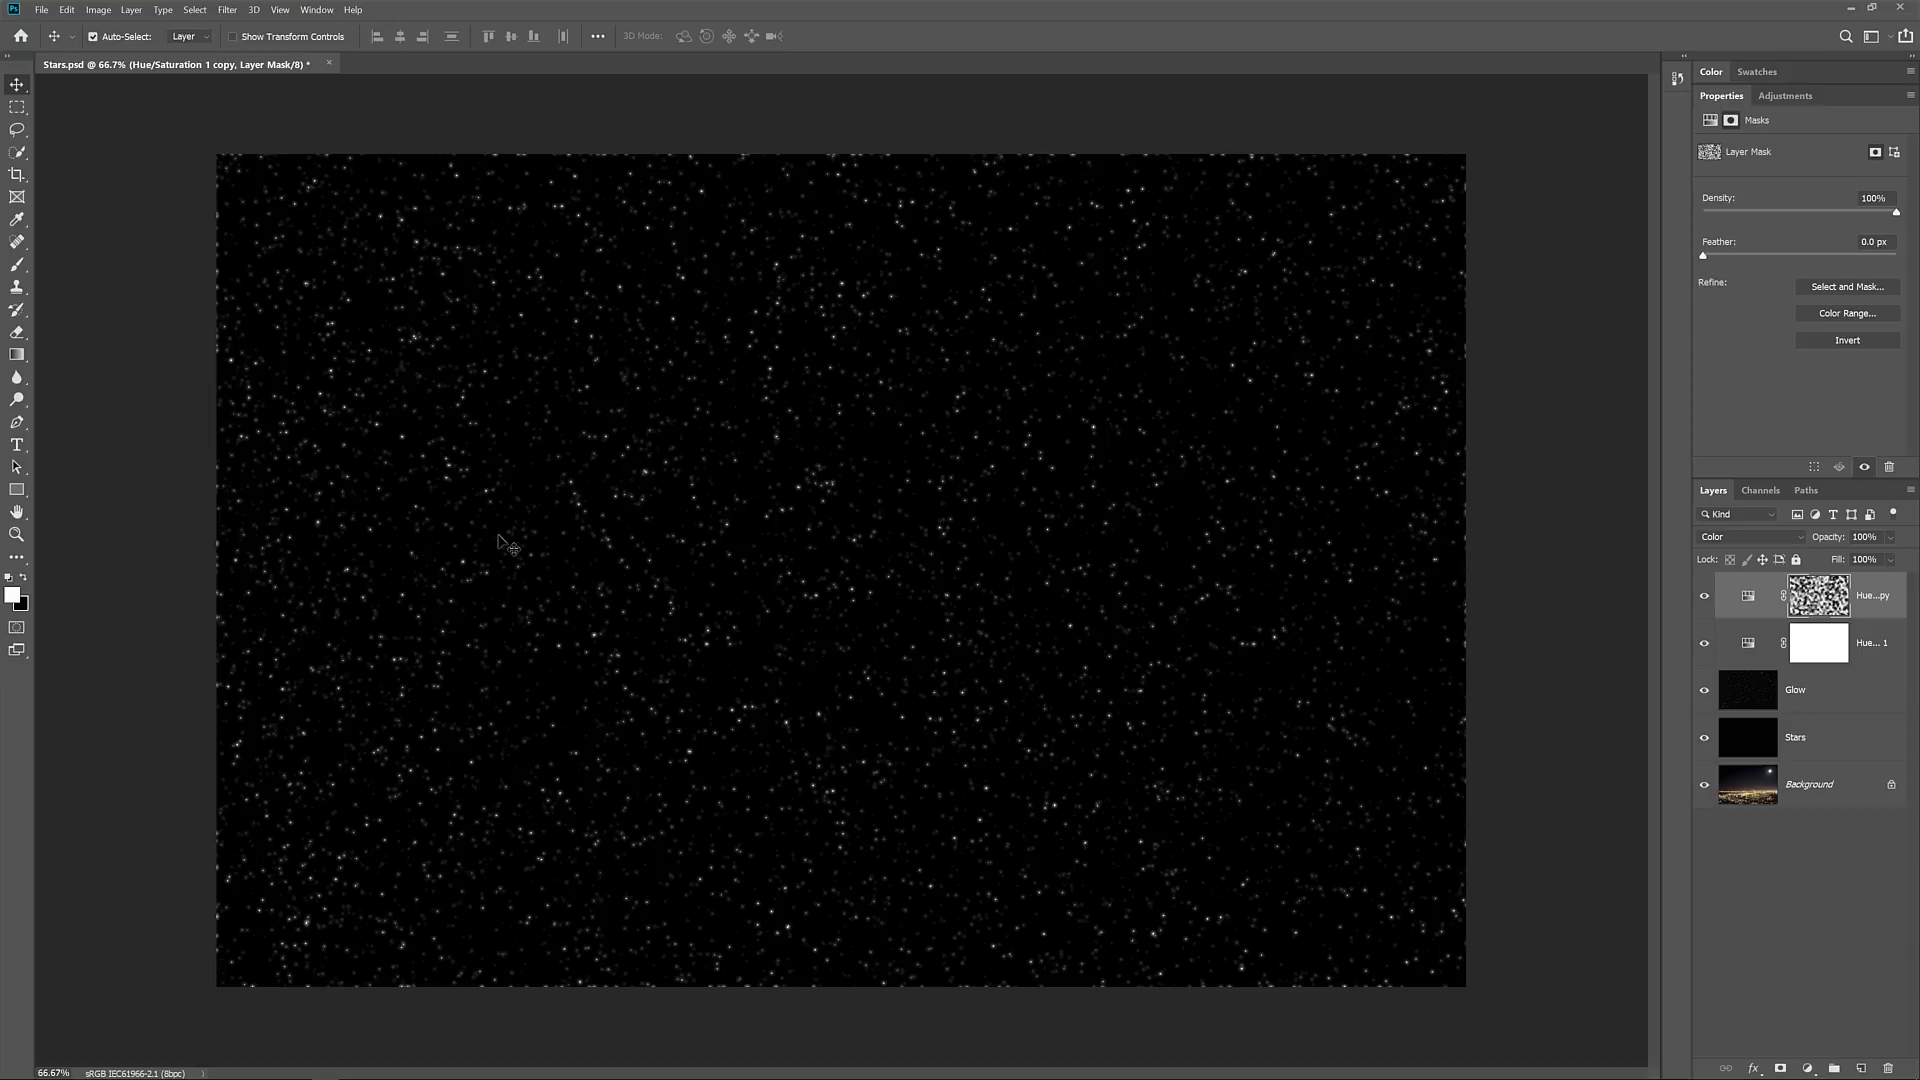 Ps File Edit Image Layer Type Select Filter 3D View Window Help
Auto-Select: Layer Show Transform Controls 3D Mode:
Stars.psd @ 66.7% (Hue/Saturation 1 copy, Layer Mask/8) *
Color Swatches
Properties Adjustments
Masks
Layer Mask
Density: 100%
Feather: 0.0 px
Refine: Select and Mask...
Color Range...
Invert
Layers Channels Paths
Kind
Color Opacity: 100%
Lock: Fill: 100%
Hue...py
Hue... 1
Glow
Stars
Background
fx
66.67% sRGB IEC61966-2.1 (8bpc)